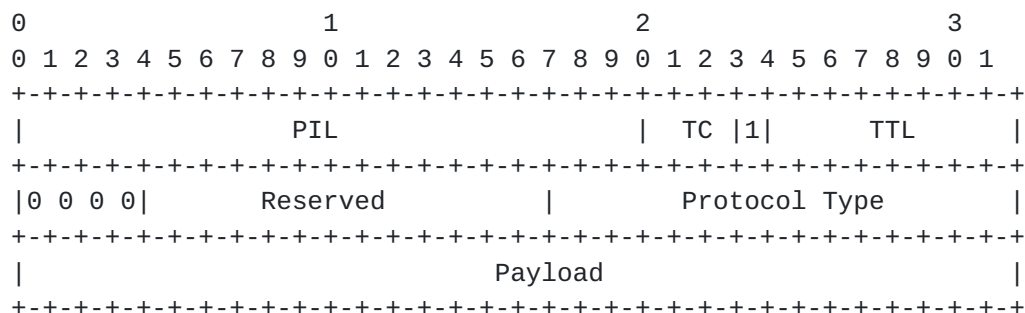 0                   1                   2                   3
0 1 2 3 4 5 6 7 8 9 0 1 2 3 4 5 6 7 8 9 0 1 2 3 4 5 6 7 8 9 0 1
+-+-+-+-+-+-+-+-+-+-+-+-+-+-+-+-+-+-+-+-+-+-+-+-+-+-+-+-+-+-+-+-+
|                 PIL                   |  TC |1|      TTL      |
+-+-+-+-+-+-+-+-+-+-+-+-+-+-+-+-+-+-+-+-+-+-+-+-+-+-+-+-+-+-+-+-+
|0 0 0 0|       Reserved          |        Protocol Type        |
+-+-+-+-+-+-+-+-+-+-+-+-+-+-+-+-+-+-+-+-+-+-+-+-+-+-+-+-+-+-+-+-+
|                              Payload                          |
+-+-+-+-+-+-+-+-+-+-+-+-+-+-+-+-+-+-+-+-+-+-+-+-+-+-+-+-+-+-+-+-+